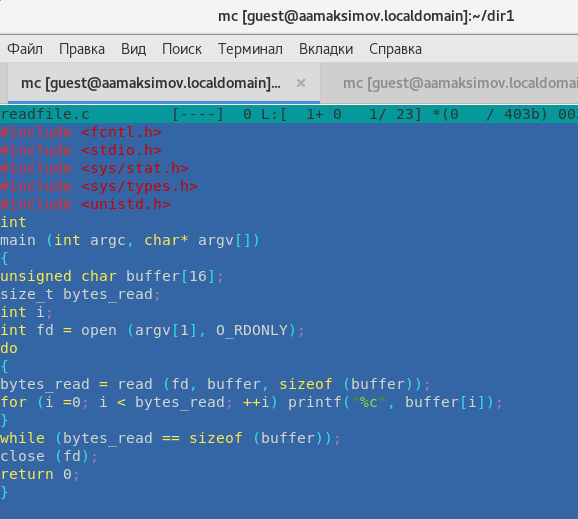 mc [guest@aamaksimov.localdomain]:~/dir1
Файл Правка Вид Поиск Терминал Вкладки Справка
mc [guest@aamaksimov.localdomain]... × mc [guest@aamaksimov.localdomai
readfile.c [----] 0 L:[ 1+ 0 1/ 23] *(0 / 403b) 00
#include <fcntl.h>
#include <stdio.h>
#include <sys/stat.h>
#include <sys/types.h>
#include <unistd.h>
int
main (int argc, char* argv[])
{
unsigned char buffer[16];
size_t bytes_read;
int i;
int fd = open (argv[1], O_RDONLY);
do
{
bytes_read = read (fd, buffer, sizeof (buffer));
for (i =0; i < bytes_read; ++i) printf("%c", buffer[i]);
}
while (bytes_read == sizeof (buffer));
close (fd);
return 0;
}